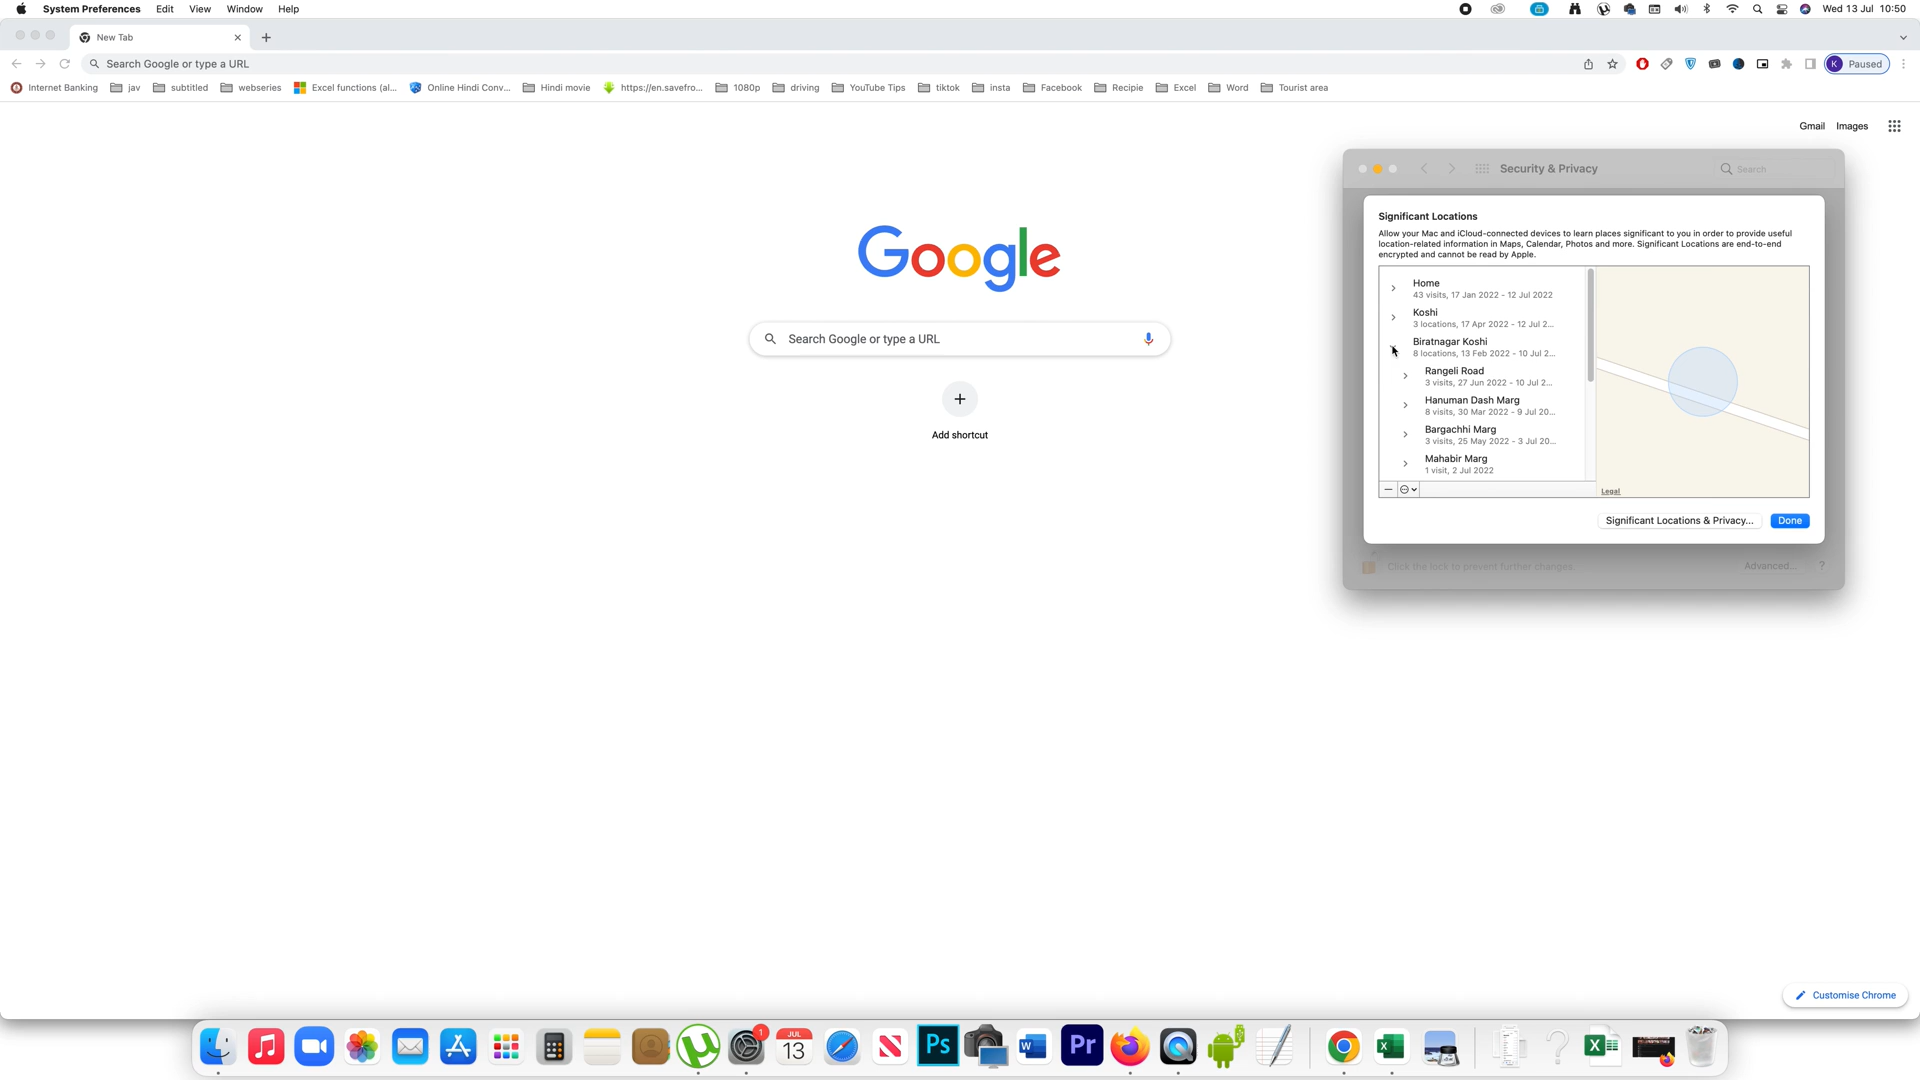 System Preferences Edit View Window Help Wed 13 Jul 10:50
New Tab
Search Google or type a URL K Paused
Internet Banking jav subtitled webseries Excel functions (al... Online Hindi Conv... Hindi movie https://en.savefro... 1080p driving YouTube Tips tiktok insta Facebook Recipie Excel Word Tourist area
Gmail Images
Security & Privacy Search
Significant Locations
Allow your Mac and iCloud-connected devices to learn places significant to you in order to provide useful
location-related information in Maps, Calendar, Photos and more. Significant Locations are end-to-end
encrypted and cannot be read by Apple.
Home
43 visits, 17 Jan 2022 - 12 Jul 2022
Koshi
3 locations, 17 Apr 2022 - 12 Jul 2...
Biratnagar Koshi
8 locations, 13 Feb 2022 - 10 Jul 2...
Rangeli Road
3 visits, 27 Jun 2022 - 10 Jul 2...
Hanuman Dash Marg
8 visits, 30 Mar 2022 - 9 Jul 20...
Bargachhi Marg
3 visits, 25 May 2022 - 3 Jul 20...
Mahabir Marg
1 visit, 2 Jul 2022
Legal
Significant Locations & Privacy... Done
Click the lock to prevent further changes. Advanced... ?
Google
Search Google or type a URL
Add shortcut
Customise Chrome
1
JUL
13
Ps
W
Pr
X
X